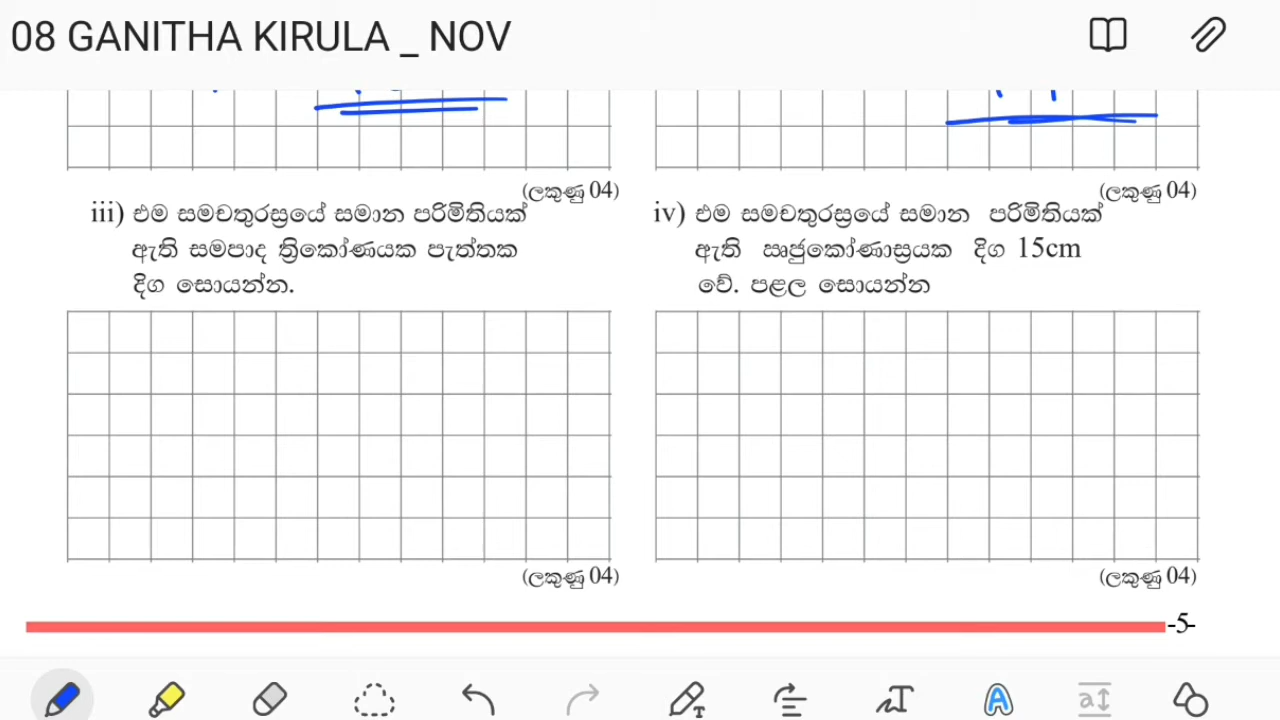 08 GANITHA KIRULA _ NOV
(ලකුණු 04)
(ලකුණු 04)
iii) එම සමචතුරස්‍රයේ සමාන පරිමිතියක්
ඇති සමපාද ත්‍රිකෝණයක පැත්තක
දිග සොයන්න.
iv) එම සමචතුරස්‍රයේ සමාන පරිමිතියක්
ඇති ඍජුකෝණාස්‍රයක දිග 15cm
වේ. පළල සොයන්න
(ලකුණු 04)
(ලකුණු 04)
-5-